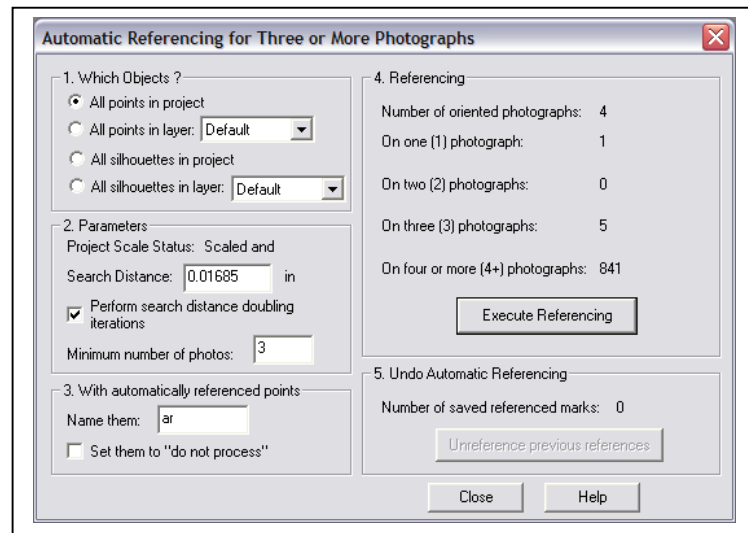 Automatic Referencing for Three or More Photographs
1. Which Objects ?
All points in project
All points in layer: Default
All silhouettes in project
All silhouettes in layer: Default
2. Parameters
Project Scale Status: Scaled and
Search Distance: 0.01685 in
Perform search distance doubling
iterations
Minimum number of photos: 3
3. With automatically referenced points
Name them: ar
Set them to "do not process"
4. Referencing
Number of oriented photographs: 4
On one (1) photograph: 1
On two (2) photographs: 0
On three (3) photographs: 5
On four or more (4+) photographs: 841
Execute Referencing
5. Undo Automatic Referencing
Number of saved referenced marks: 0
Unreference previous references
Close Help